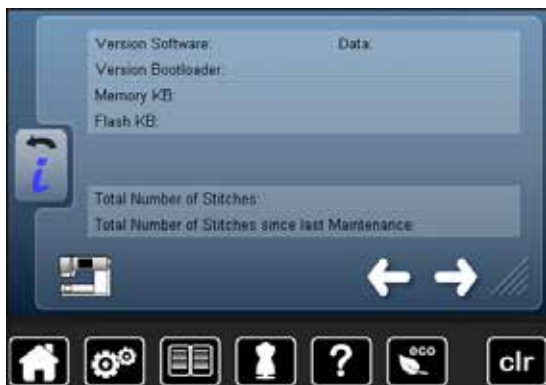 Version Software: Data:
Version Bootloader:
Memory KB:
Flash KB:
i
Total Number of Stitches:
Total Number of Stitches since last Maintenance:
?
eco
clr